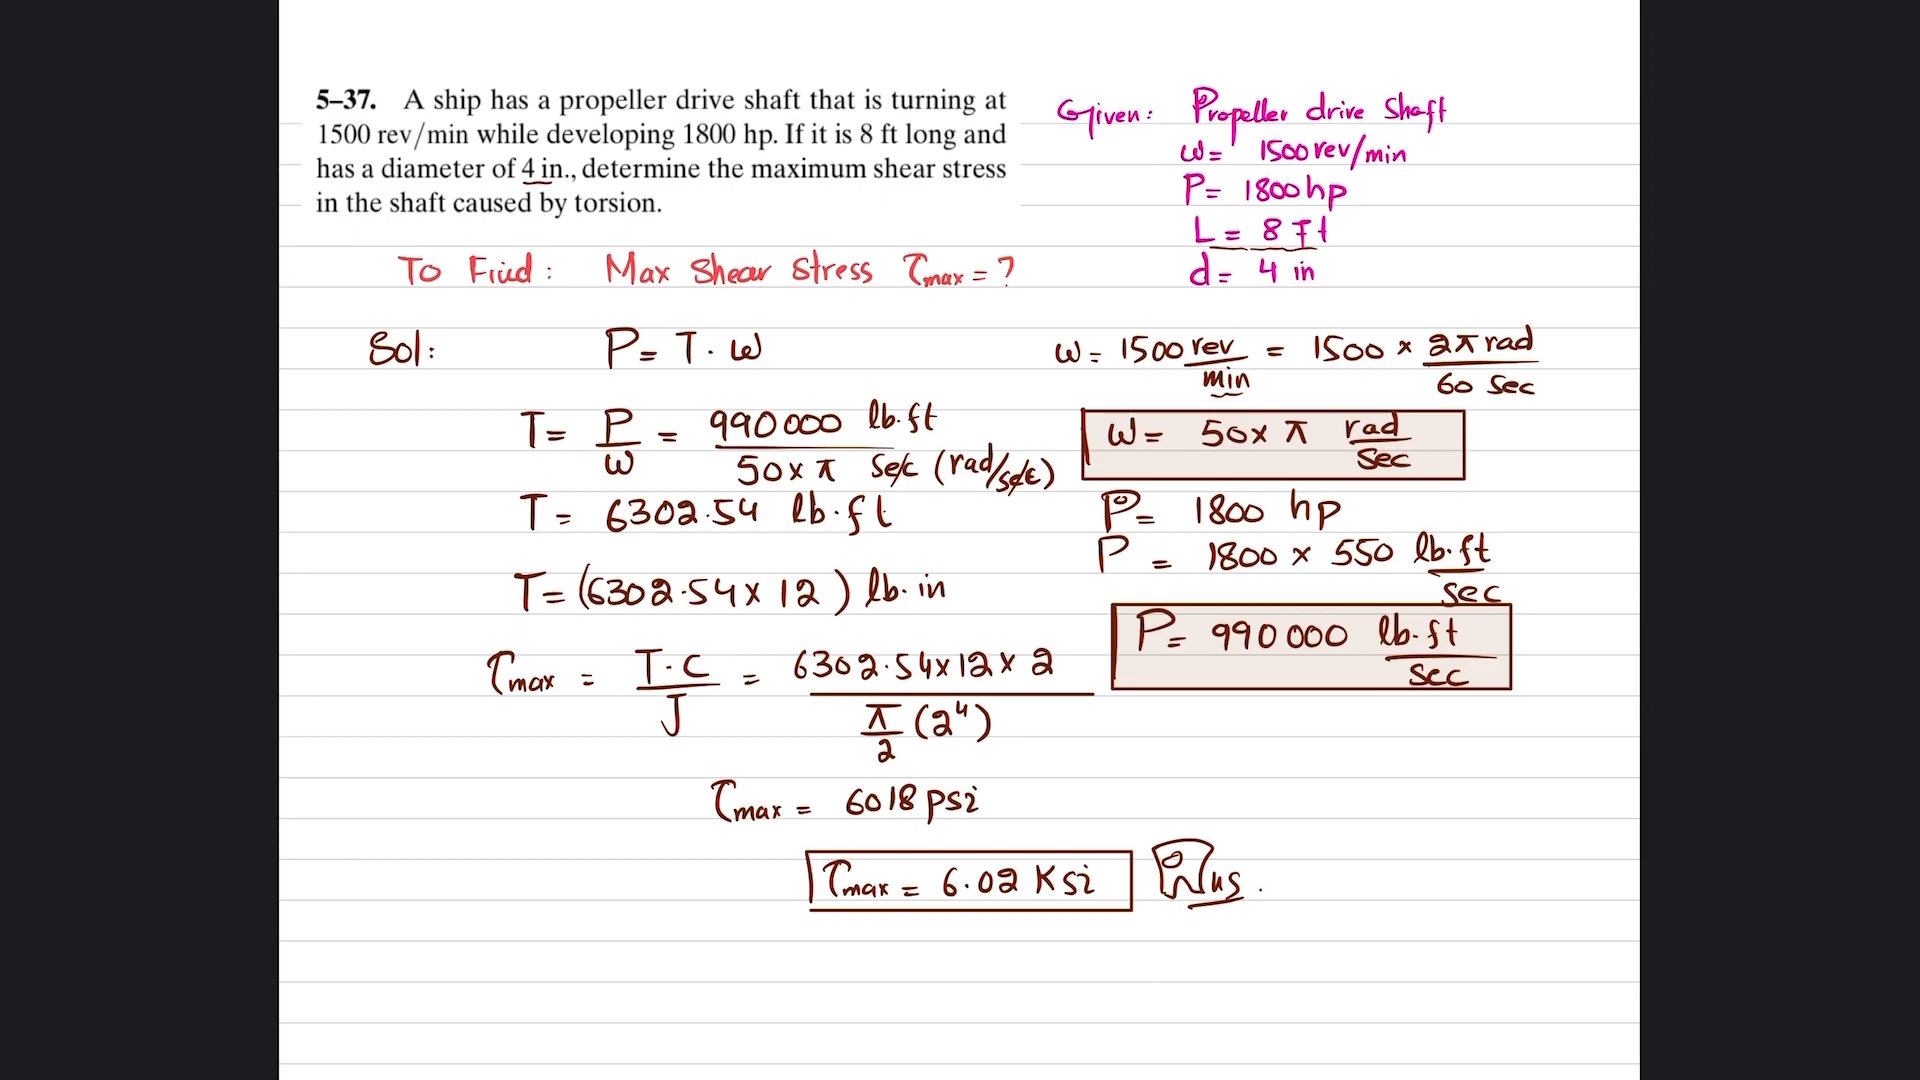 5–37. A ship has a propeller drive shaft that is turning at
1500 rev/min while developing 1800 hp. If it is 8 ft long and
has a diameter of 4 in., determine the maximum shear stress
in the shaft caused by torsion.
Given: Propeller drive shaft
ω = 1500 rev/min
P = 1800 hp
L = 8 Ft
d = 4 in
To Find: Max Shear Stress τmax = ?
Sol: P = T · ω
T = P/ω = 990000 lb·ft / 50 × π sec (rad/sec)
T = 6302.54 lb·ft
T = (6302.54 × 12) lb·in
τmax = T·C / J = 6302.54 × 12 × 2 / π/2 (2⁴)
τmax = 6018 psi
τmax = 6.02 Ksi Ans.
ω = 1500 rev/min = 1500 × 2π rad / 60 sec
ω = 50 × π rad/sec
P = 1800 hp
P = 1800 × 550 lb·ft/sec
P = 990000 lb·ft/sec